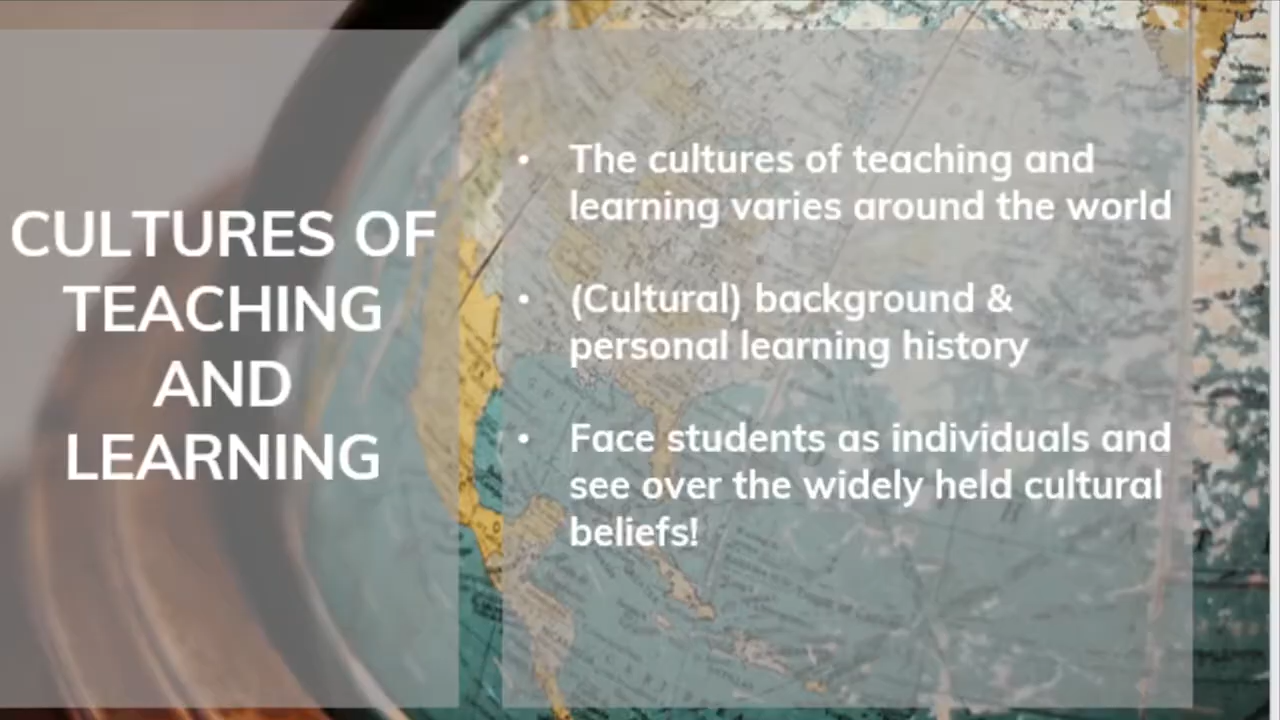 CULTURES OF
TEACHING
AND
LEARNING
• The cultures of teaching and
learning varies around the world
• (Cultural) background &
personal learning history
• Face students as individuals and
see over the widely held cultural
beliefs!